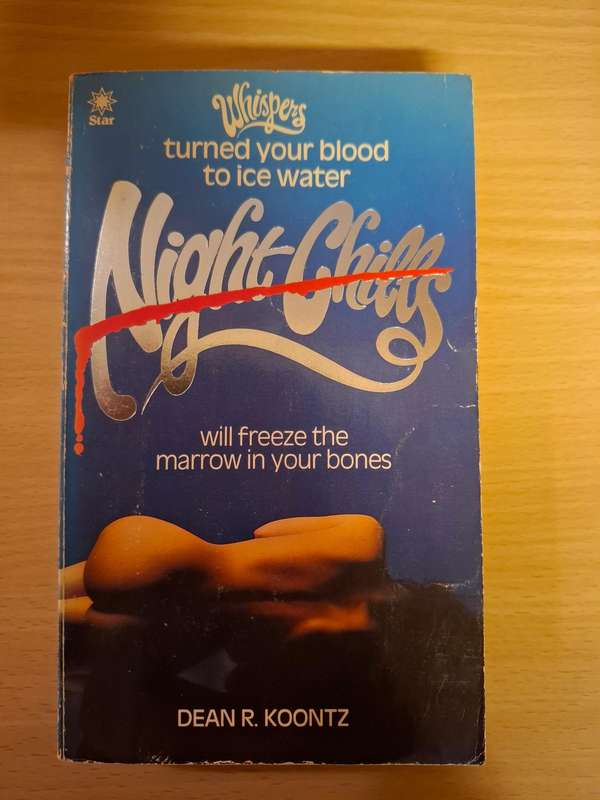 Star
Whispers
turned your blood
to ice water
Night Chills
will freeze the
marrow in your bones
DEAN R. KOONTZ